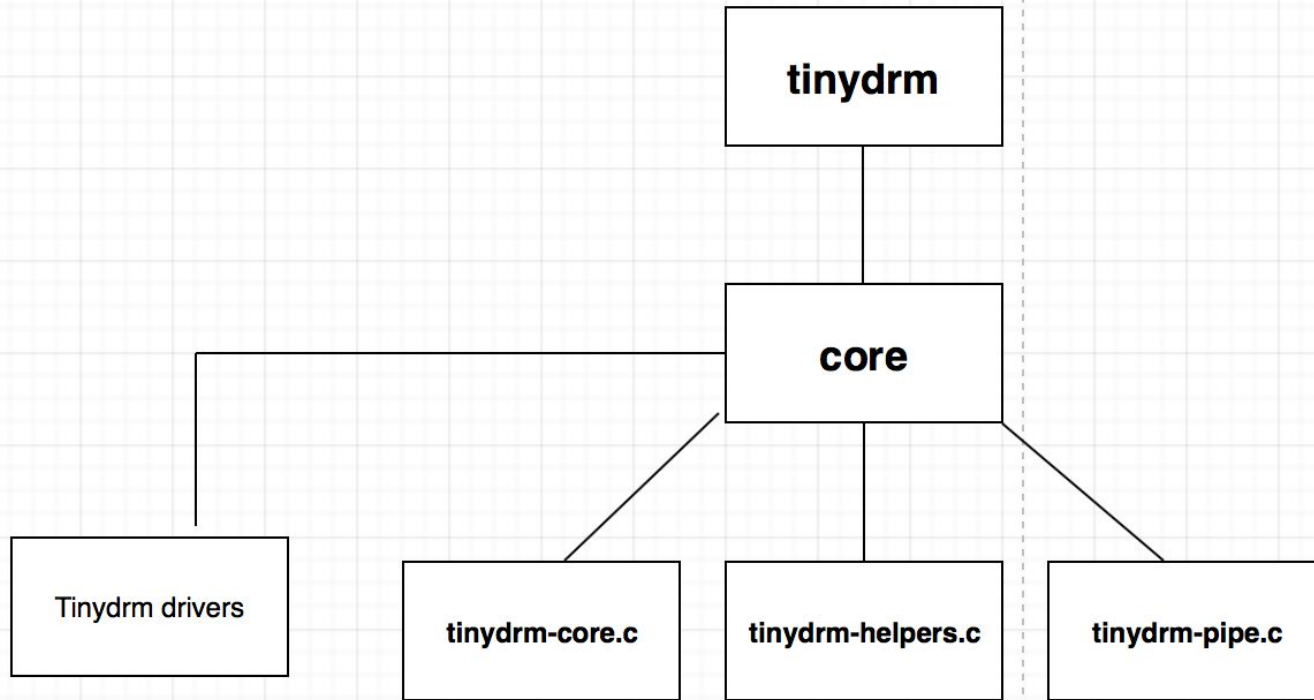 tinydrm
core
Tinydrm drivers
tinydrm-core.c
tinydrm-helpers.c
tinydrm-pipe.c